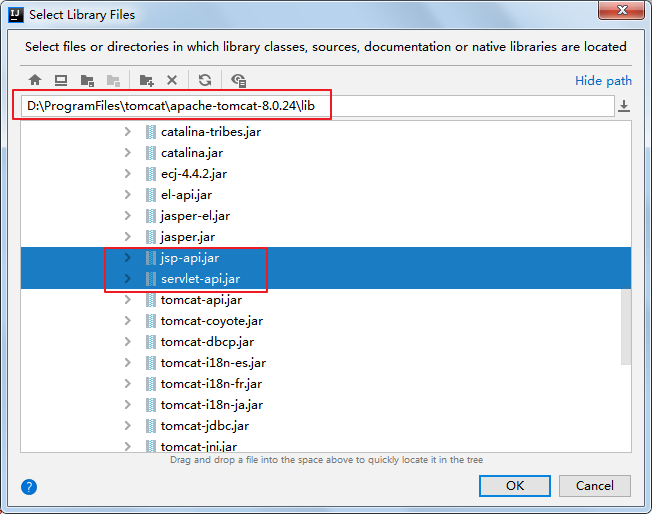 IJ Select Library Files
Select files or directories in which library classes, sources, documentation or native libraries are located
Hide path
D:\ProgramFiles\tomcat\apache-tomcat-8.0.24\lib
catalina-tribes.jar
catalina.jar
ecj-4.4.2.jar
el-api.jar
jasper-el.jar
jasper.jar
jsp-api.jar
servlet-api.jar
tomcat-api.jar
tomcat-coyote.jar
tomcat-dbcp.jar
tomcat-i18n-es.jar
tomcat-i18n-fr.jar
tomcat-i18n-ja.jar
tomcat-jdbc.jar
tomcat-jni.jar
Drag and drop a file into the space above to quickly locate it in the tree
? OK Cancel